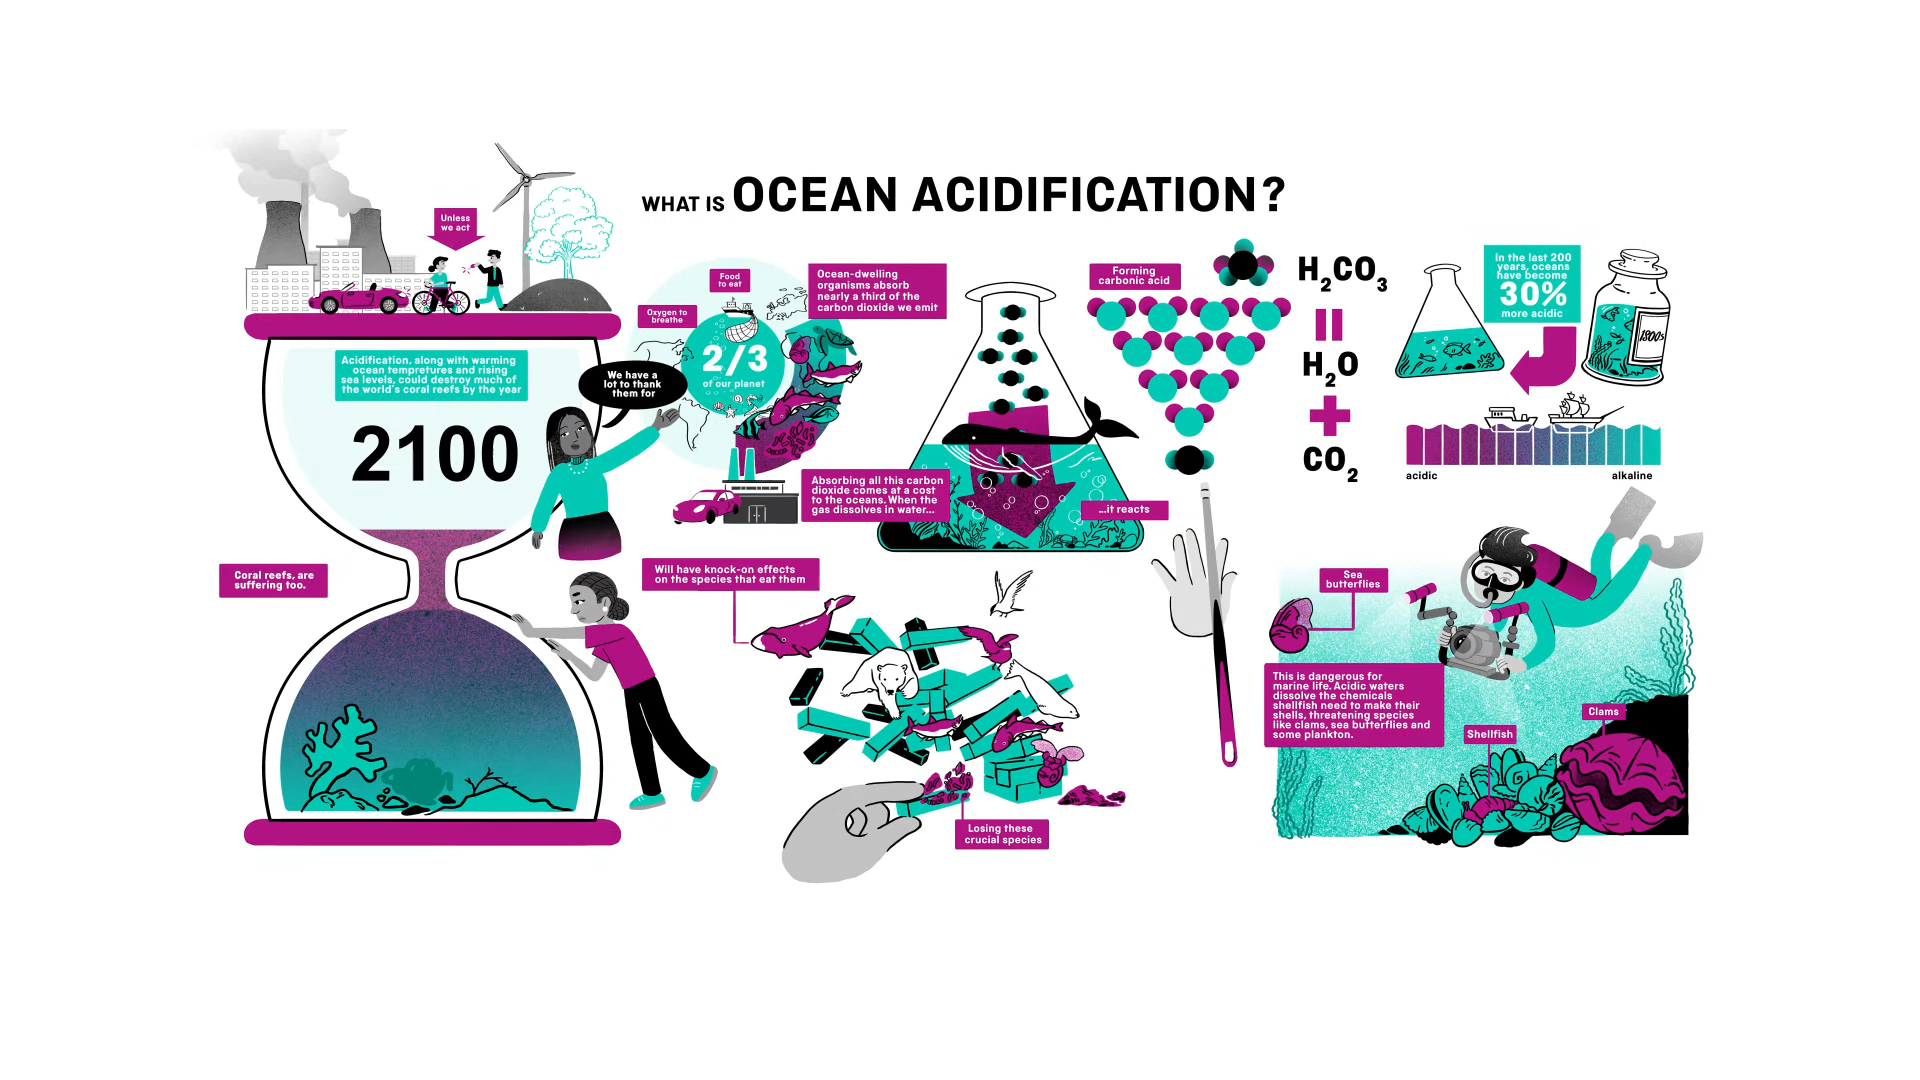 WHAT IS OCEAN ACIDIFICATION?
Unless
we act
Acidification, along with warming
ocean tempretures and rising
sea levels, could destroy much of
the world's coral reefs by the year
2100
Coral reefs, are
suffering too.
We have a
lot to thank
them for
Food
to eat
Oxygen to
breathe
2/3
of our planet
Ocean-dwelling
organisms absorb
nearly a third of the
carbon dioxide we emit
Absorbing all this carbon
dioxide comes at a cost
to the oceans. When the
gas dissolves in water...
...it reacts
Forming
carbonic acid
H2CO3
=
H2O
+
CO2
In the last 200
years, oceans
have become
30%
more acidic
1800s
acidic
alkaline
Sea
butterflies
This is dangerous for
marine life. Acidic waters
dissolve the chemicals
shellfish need to make their
shells, threatening species
like clams, sea butterflies and
some plankton.
Shellfish
Clams
Will have knock-on effects
on the species that eat them
Losing these
crucial species